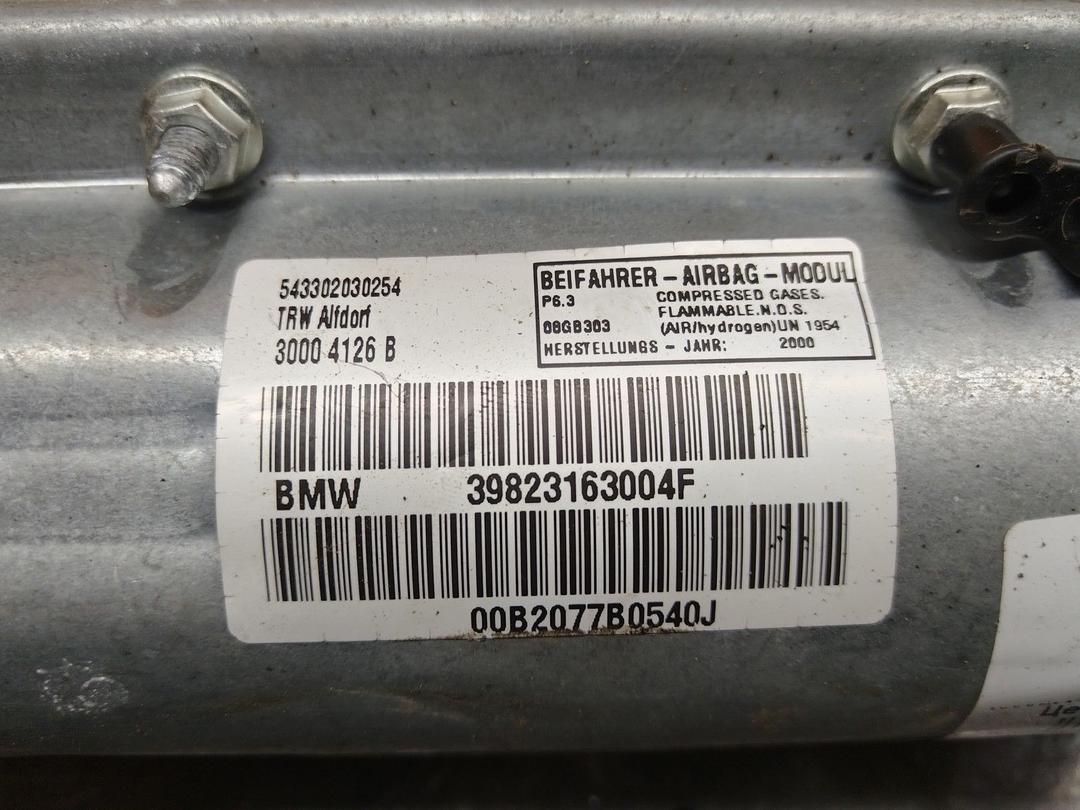 543302030254
TRW Alfdorf
3000 4126 B
BEIFAHRER-AIRBAG-MODUL
P6.3 COMPRESSED GASES.
FLAMMABLE.N.O.S.
08GB303 (AIR/hydrogen)UN 1954
HERSTELLUNGS - JAHR: 2000
BMW 39823163004F
00B2077B0540J